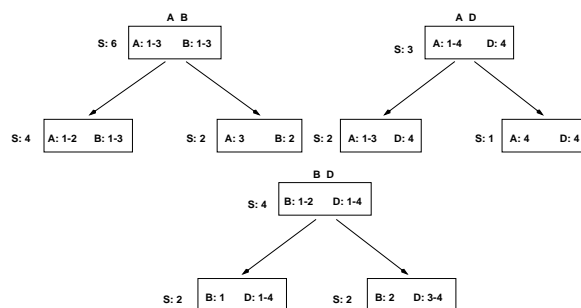 A B
S: 6 A: 1-3 B: 1-3
S: 4 A: 1-2 B: 1-3
S: 2 A: 3 B: 2
A D
S: 3 A: 1-4 D: 4
S: 2 A: 1-3 D: 4
S: 1 A: 4 D: 4
B D
S: 4 B: 1-2 D: 1-4
S: 2 B: 1 D: 1-4
S: 2 B: 2 D: 3-4